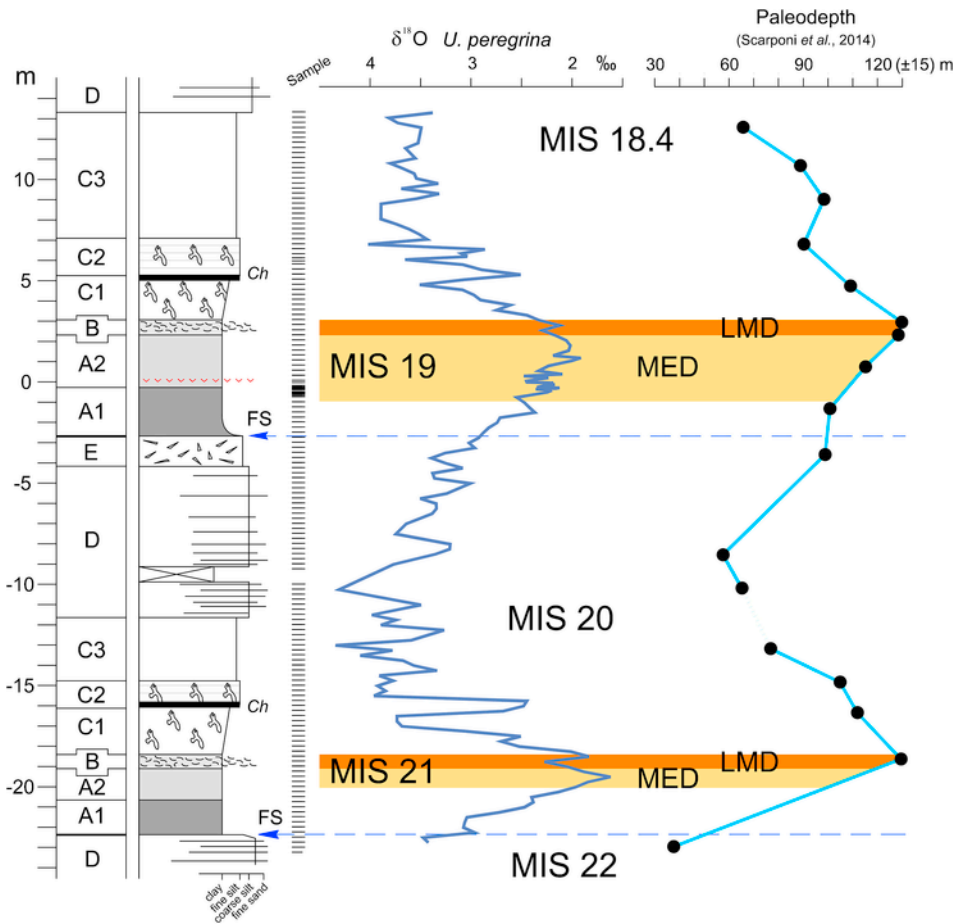 δ¹⁸O U. peregrina
Paleodepth
(Scarponi et al., 2014)
m
Sample
4 3 2 ‰
30 60 90 120 (±15) m
D
MIS 18.4
10
C3
C2
5
Ch
C1
B
LMD
A2
MIS 19
MED
0
A1
FS
E
-5
D
-10
MIS 20
C3
-15
C2
Ch
C1
B
LMD
MIS 21
MED
A2
-20
A1
FS
D
MIS 22
clay
fine silt
coarse silt
fine sand